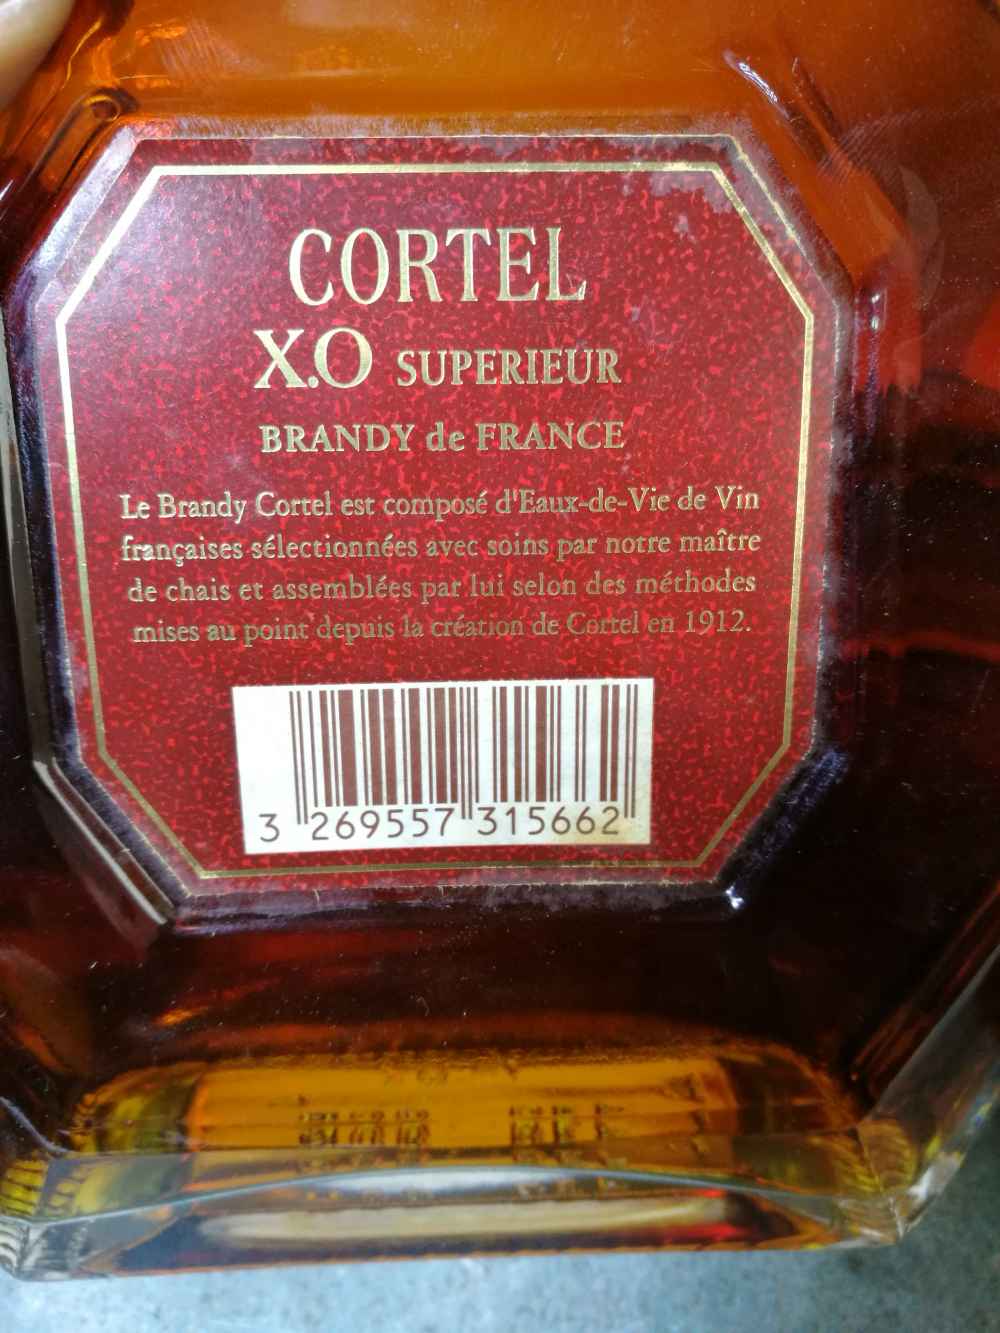 CORTEL
X.O SUPERIEUR
BRANDY de FRANCE
Le Brandy Cortel est composé d'Eaux-de-Vie de Vin
françaises sélectionnées avec soins par notre maître
de chais et assemblées par lui selon des méthodes
mises au point depuis la création de Cortel en 1912.
3 269557 315662